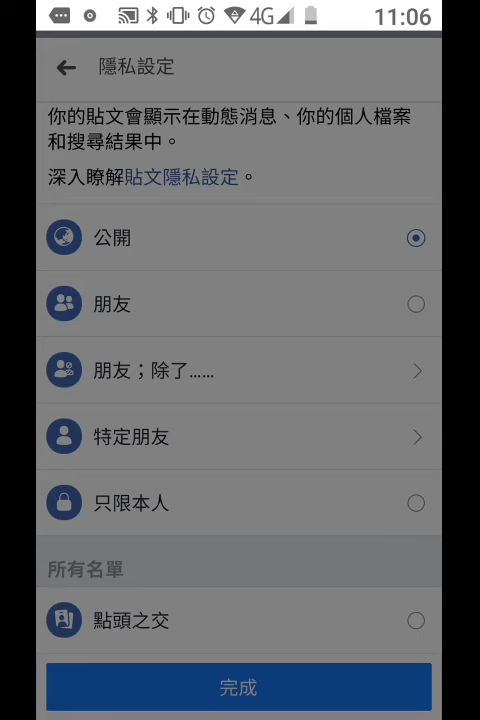 4G 11:06
隱私設定
你的貼文會顯示在動態消息、你的個人檔案
和搜尋結果中。
深入瞭解貼文隱私設定。
公開
朋友
朋友；除了......
特定朋友
只限本人
所有名單
點頭之交
完成